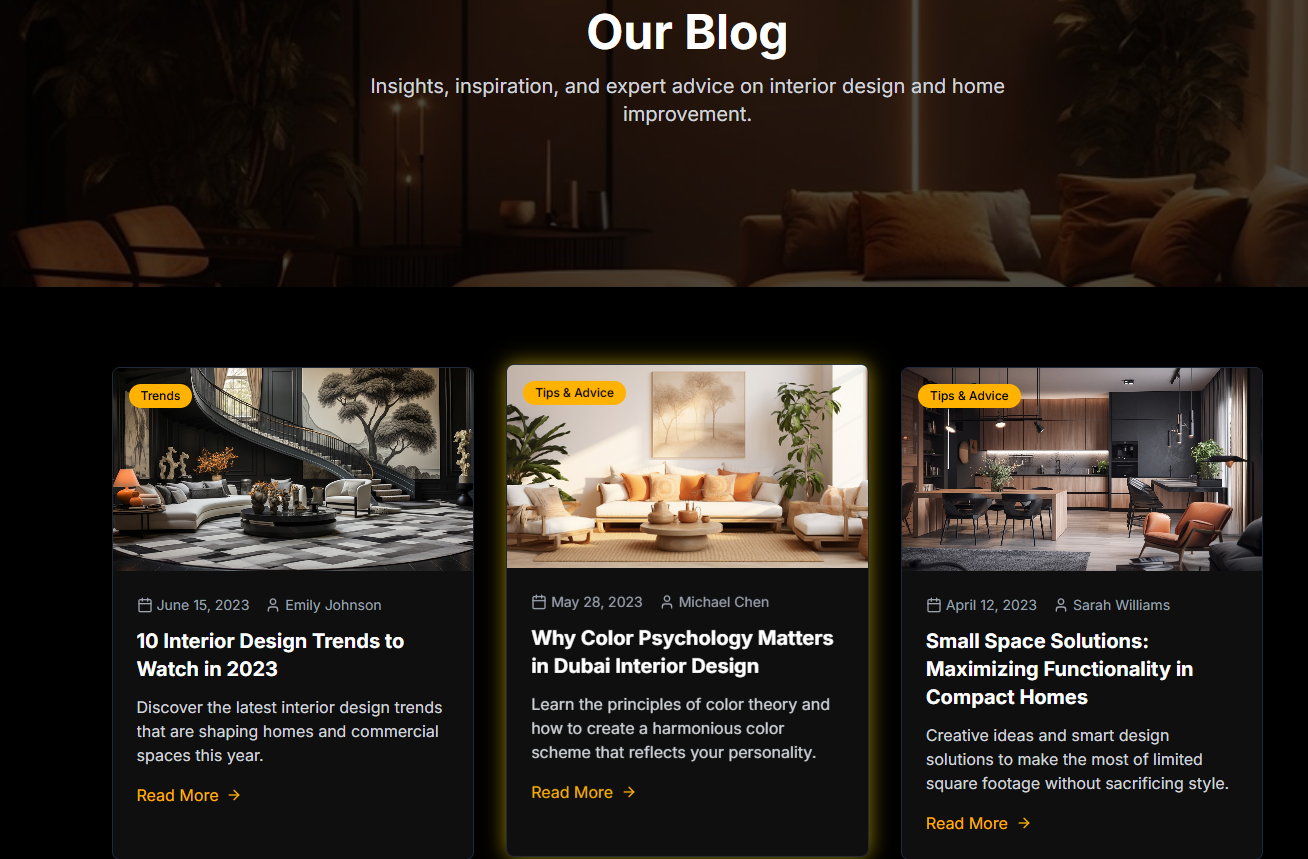 Our Blog
Insights, inspiration, and expert advice on interior design and home
improvement.
Trends
June 15, 2023 Emily Johnson
10 Interior Design Trends to
Watch in 2023
Discover the latest interior design trends
that are shaping homes and commercial
spaces this year.
Read More →
Tips & Advice
May 28, 2023 Michael Chen
Why Color Psychology Matters
in Dubai Interior Design
Learn the principles of color theory and
how to create a harmonious color
scheme that reflects your personality.
Read More →
Tips & Advice
April 12, 2023 Sarah Williams
Small Space Solutions:
Maximizing Functionality in
Compact Homes
Creative ideas and smart design
solutions to make the most of limited
square footage without sacrificing style.
Read More →